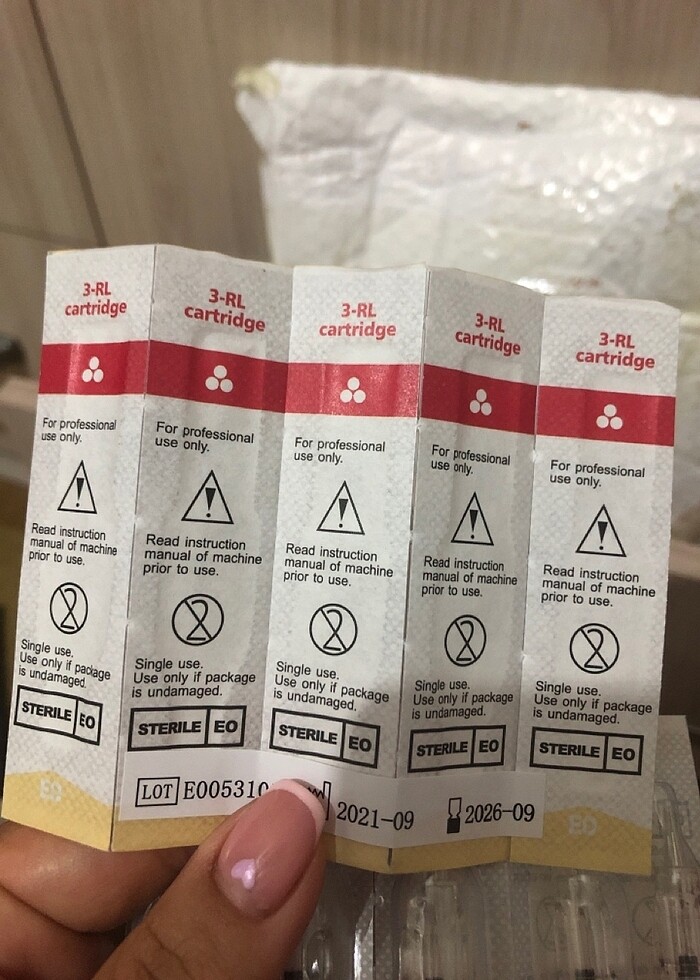 3-RL
cartridge
For professional
use only.
Read instruction
manual of machine
prior to use.
Single use.
Use only if package
is undamaged.
STERILE EO
3-RL
cartridge
For professional
use only.
Read instruction
manual of machine
prior to use.
Single use.
Use only if package
is undamaged.
STERILE EO
3-RL
cartridge
For professional
use only.
Read instruction
manual of machine
prior to use.
Single use.
Use only if package
is undamaged.
STERILE EO
3-RL
cartridge
For professional
use only.
Read instruction
manual of machine
prior to use.
Single use.
Use only if package
is undamaged.
STERILE EO
3-RL
cartridge
For professional
use only.
Read instruction
manual of machine
prior to use.
Single use.
Use only if package
is undamaged.
STERILE EO
LOT E005310 2021-09 2026-09